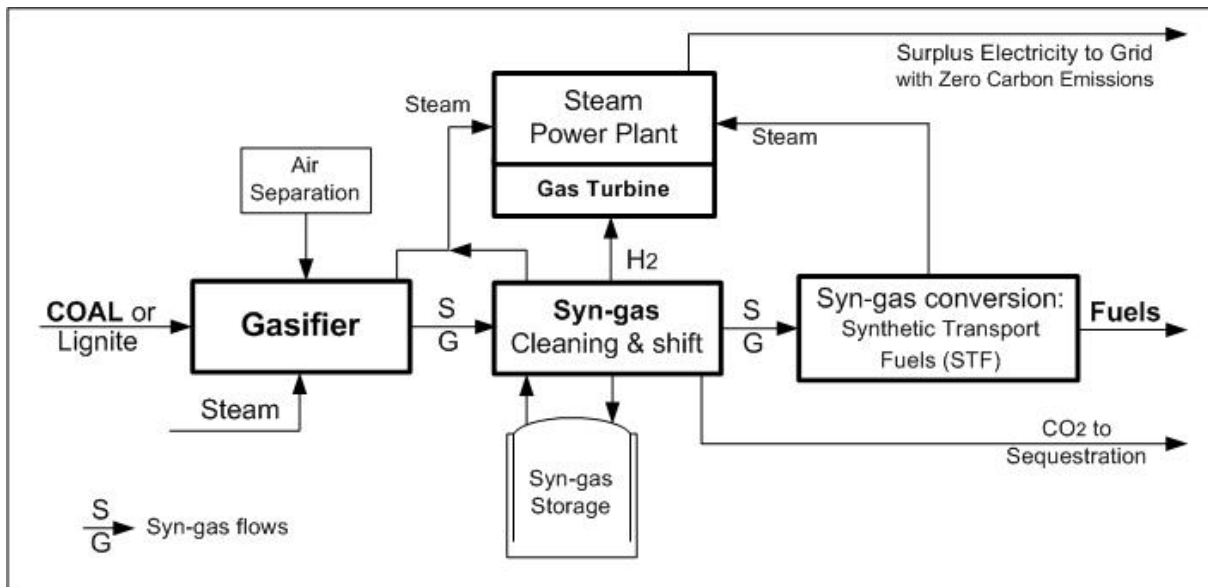 Surplus Electricity to Grid
with Zero Carbon Emissions
Steam
Steam
Power Plant
Steam
Gas Turbine
Air
Separation
H2
COAL or
Lignite
Gasifier
S
G
Syn-gas
Cleaning & shift
S
G
Syn-gas conversion:
Synthetic Transport
Fuels (STF)
Fuels
Steam
Syn-gas
Storage
CO2 to
Sequestration
S
G
Syn-gas flows